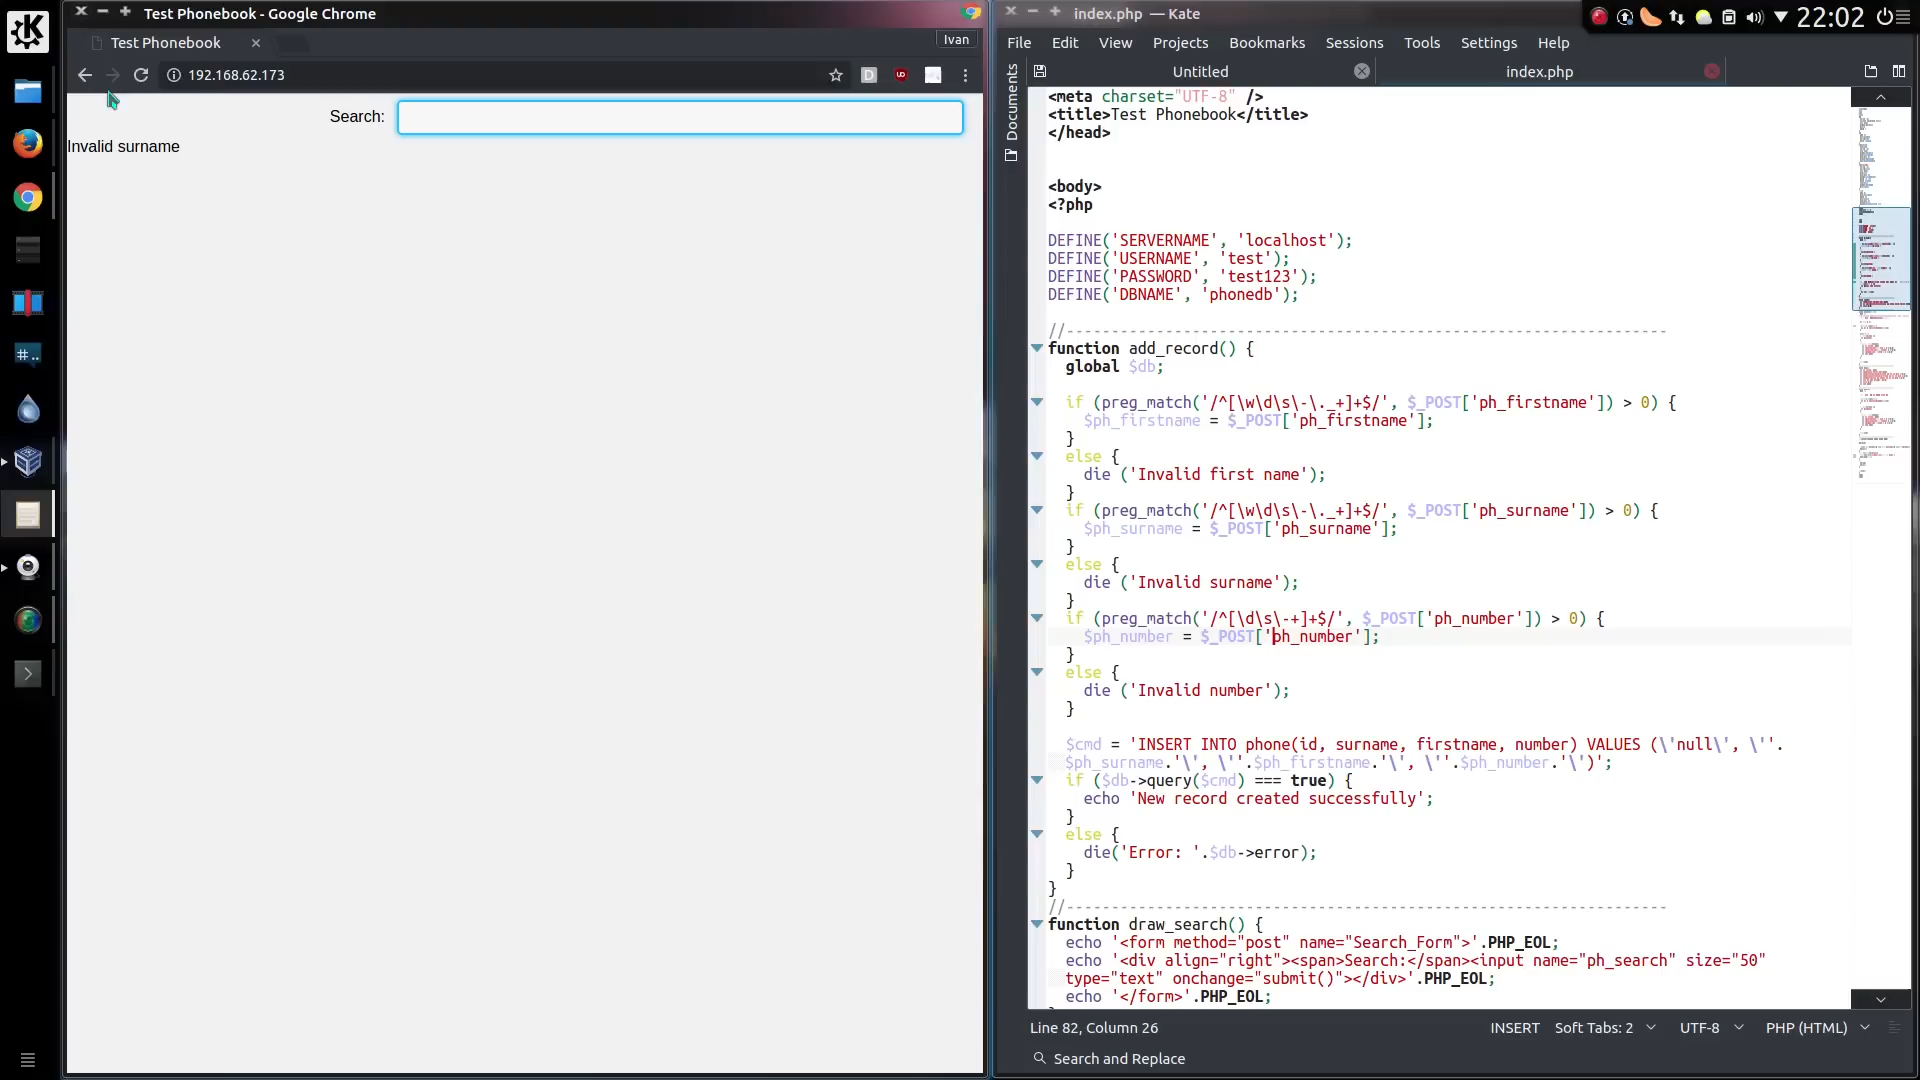 Test Phonebook - Google Chrome
Test Phonebook
Ivan
192.168.62.173
Search:
Invalid surname
index.php — Kate
22:02
File Edit View Projects Bookmarks Sessions Tools Settings Help
Untitled
index.php
Documents
<meta charset="UTF-8" />
<title>Test Phonebook</title>
</head>
<body>
<?php
DEFINE('SERVERNAME', 'localhost');
DEFINE('USERNAME', 'test');
DEFINE('PASSWORD', 'test123');
DEFINE('DBNAME', 'phonedb');
//-------------------------------------------------------------------
function add_record() {
global $db;
if (preg_match('/^[\w\d\s\-\._+]+$/', $_POST['ph_firstname']) > 0) {
$ph_firstname = $_POST['ph_firstname'];
}
else {
die ('Invalid first name');
}
if (preg_match('/^[\w\d\s\-\._+]+$/', $_POST['ph_surname']) > 0) {
$ph_surname = $_POST['ph_surname'];
}
else {
die ('Invalid surname');
}
if (preg_match('/^[\d\s\-+]+$/', $_POST['ph_number']) > 0) {
$ph_number = $_POST['ph_number'];
}
else {
die ('Invalid number');
}
$cmd = 'INSERT INTO phone(id, surname, firstname, number) VALUES (\'null\', \''.
$ph_surname.'\', \''.$ph_firstname.'\', \''.$ph_number.'\')';
if ($db->query($cmd) === true) {
echo 'New record created successfully';
}
else {
die('Error: '.$db->error);
}
}
//-------------------------------------------------------------------
function draw_search() {
echo '<form method="post" name="Search_Form">'.PHP_EOL;
echo '<div align="right"><span>Search:</span><input name="ph_search" size="50"
type="text" onchange="submit()"></div>'.PHP_EOL;
echo '</form>'.PHP_EOL;
Line 82, Column 26
INSERT
Soft Tabs: 2
UTF-8
PHP (HTML)
Search and Replace